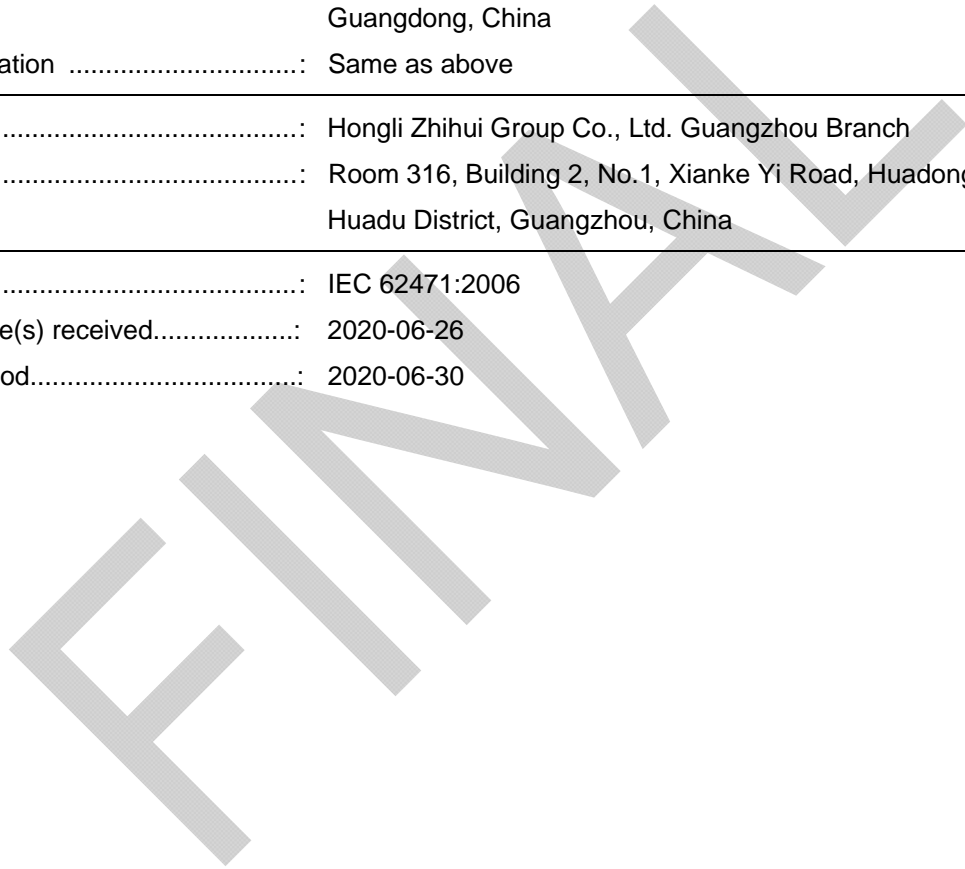 Guangdong, China
ation ...............................: Same as above
........................................: Hongli Zhihui Group Co., Ltd. Guangzhou Branch
........................................: Room 316, Building 2, No.1, Xianke Yi Road, Huadong
Huadu District, Guangzhou, China
........................................: IEC 62471:2006
e(s) received...................: 2020-06-26
od....................................: 2020-06-30
FINAL